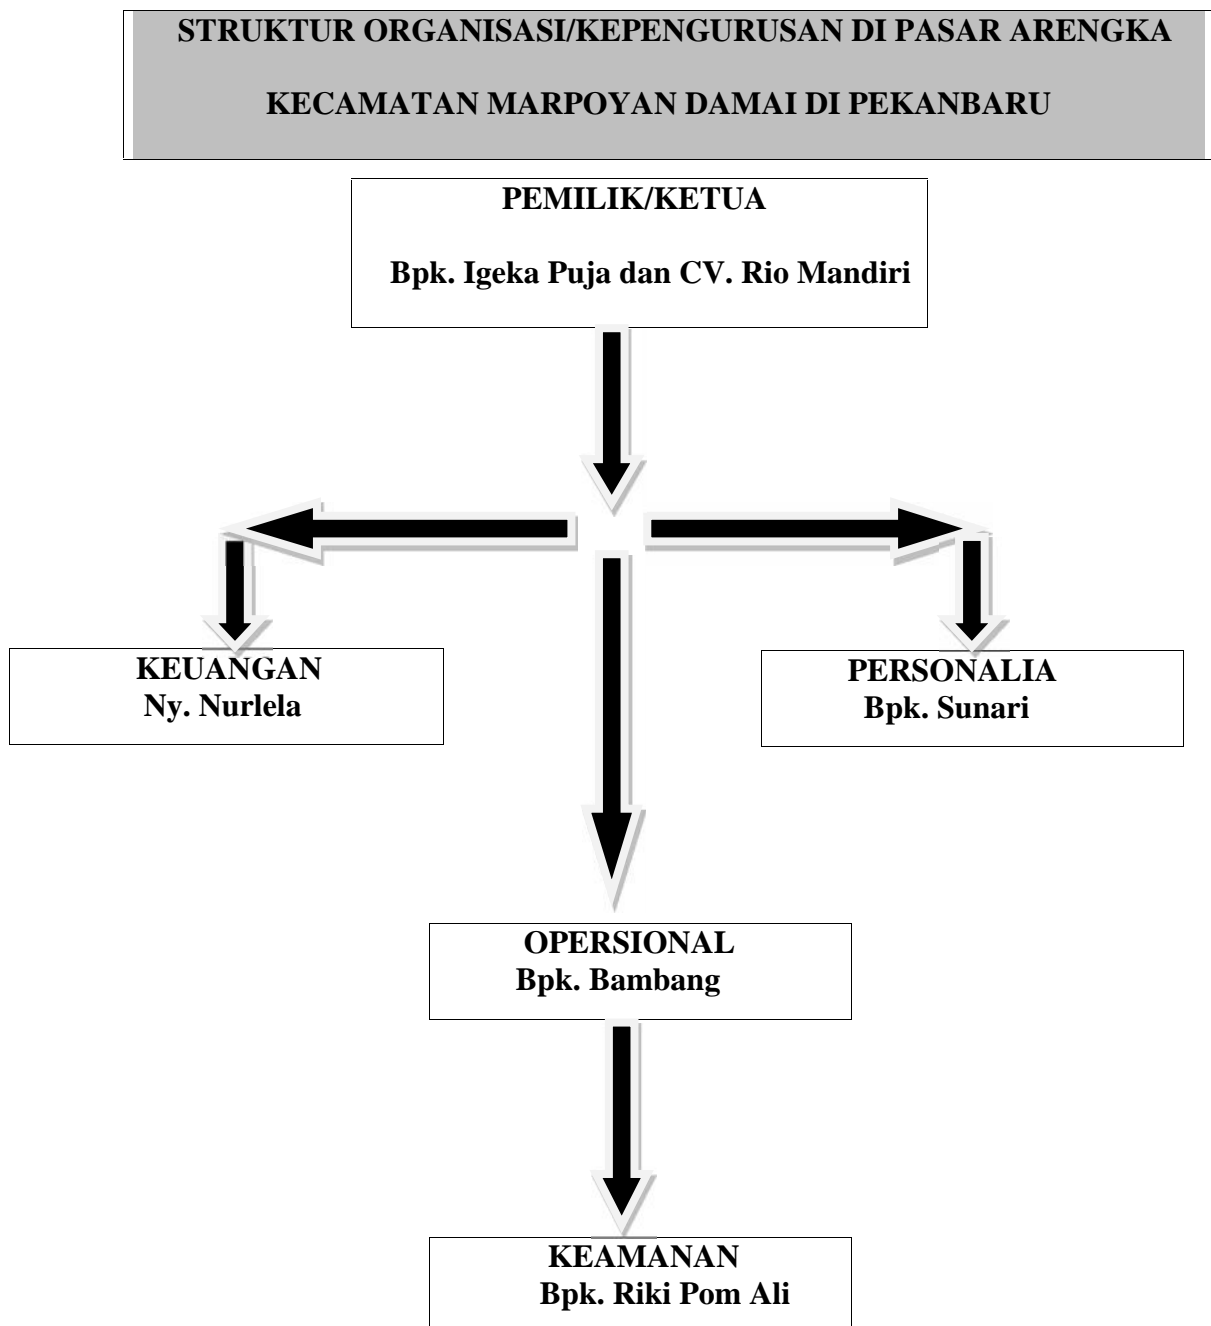 STRUKTUR ORGANISASI/KEPENGURUSAN DI PASAR ARENGKA
KECAMATAN MARPOYAN DAMAI DI PEKANBARU
PEMILIK/KETUA
Bpk. Igeka Puja dan CV. Rio Mandiri
KEUANGAN
Ny. Nurlela
PERSONALIA
Bpk. Sunari
OPERSIONAL
Bpk. Bambang
KEAMANAN
Bpk. Riki Pom Ali